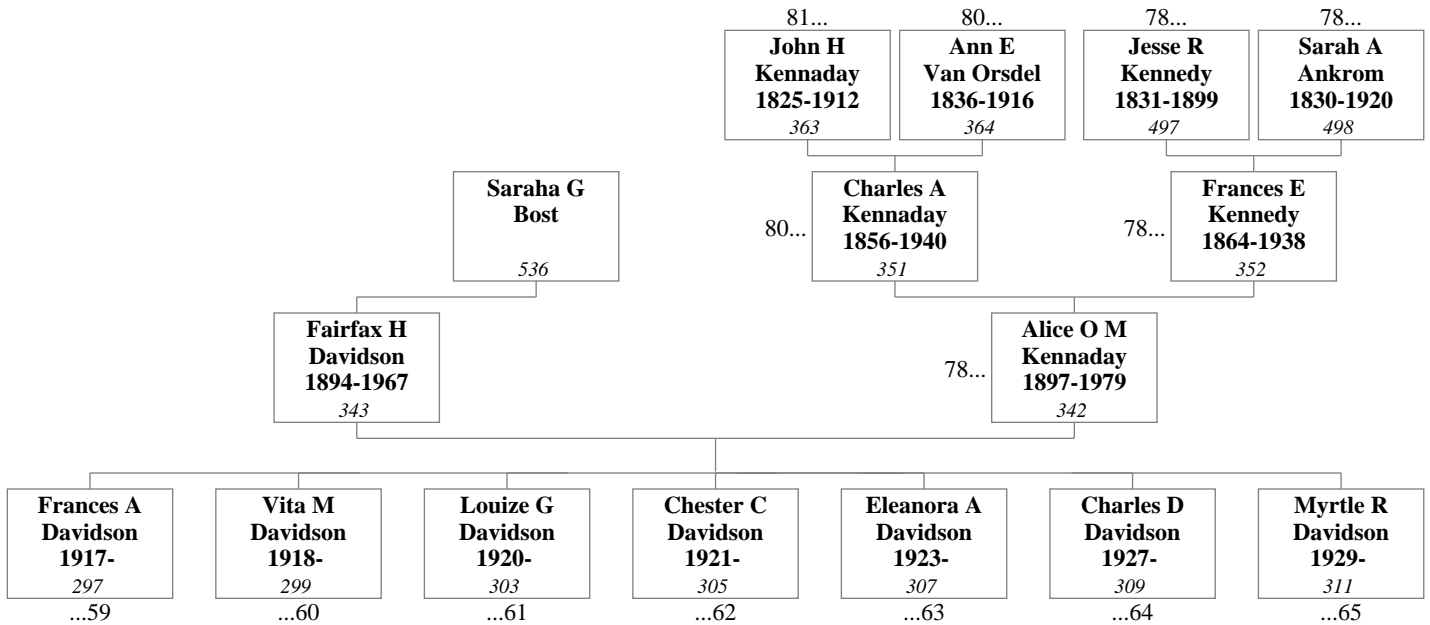 81...
80...
78...
78...
John H
Kennaday
1825-1912
363
Ann E
Van Orsdel
1836-1916
364
Jesse R
Kennedy
1831-1899
497
Sarah A
Ankrom
1830-1920
498
Saraha G
Bost
536
80...
Charles A
Kennaday
1856-1940
351
78...
Frances E
Kennedy
1864-1938
352
Fairfax H
Davidson
1894-1967
343
78...
Alice O M
Kennaday
1897-1979
342
Frances A
Davidson
1917-
297
...59
Vita M
Davidson
1918-
299
...60
Louize G
Davidson
1920-
303
...61
Chester C
Davidson
1921-
305
...62
Eleanora A
Davidson
1923-
307
...63
Charles D
Davidson
1927-
309
...64
Myrtle R
Davidson
1929-
311
...65